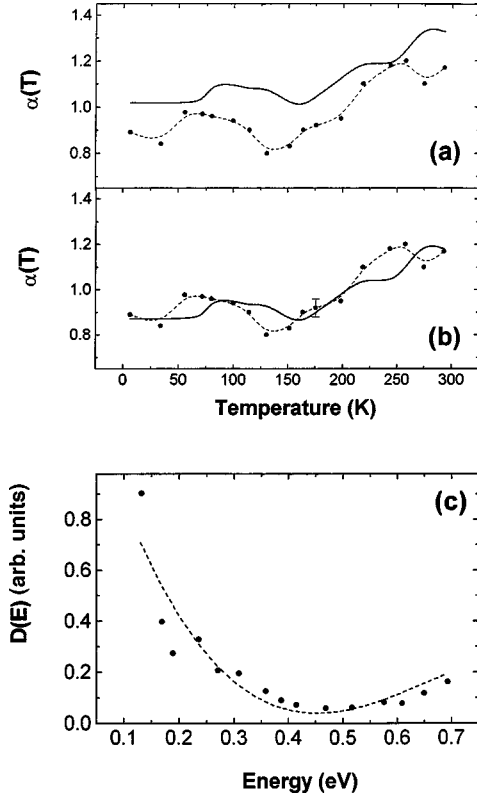 1.4
1.2
1.0
0.8
α(T)
(a)
1.4
1.2
1.0
0.8
α(T)
(b)
0 50 100 150 200 250 300
Temperature (K)
(c)
0.8
0.6
0.4
0.2
0.0
D(E) (arb. units)
0.1 0.2 0.3 0.4 0.5 0.6 0.7
Energy (eV)